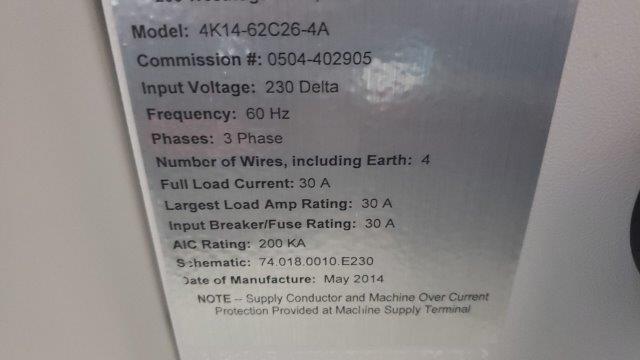 Model: 4K14-62C26-4A
Commission #: 0504-402905
Input Voltage: 230 Delta
Frequency: 60 Hz
Phases: 3 Phase
Number of Wires, including Earth: 4
Full Load Current: 30 A
Largest Load Amp Rating: 30 A
Input Breaker/Fuse Rating: 30 A
AIC Rating: 200 KA
Schematic: 74.018.0010.E230
Date of Manufacture: May 2014
NOTE -- Supply Conductor and Machine Over Current
Protection Provided at Machine Supply Terminal